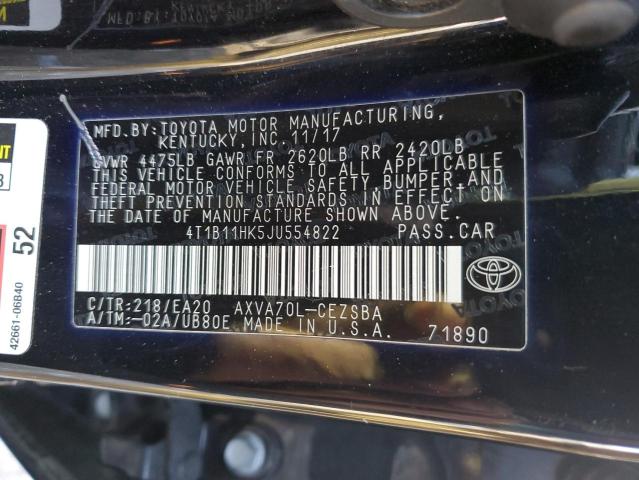 MFD.BY:TOYOTA MOTOR MANUFACTURING,
KENTUCKY, INC. 11/17
GVWR 4475LB GAWR FR 2620LB RR 2420LB
THIS VEHICLE CONFORMS TO ALL APPLICABLE
FEDERAL MOTOR VEHICLE SAFETY, BUMPER, AND
THEFT PREVENTION STANDARDS IN EFFECT ON
THE DATE OF MANUFACTURE SHOWN ABOVE.
4T1B11HK5JU554822 PASS.CAR
C/TR:218/EA20 AXVA70L-CEZSBA
A/TM:-02A/UB80E MADE IN U.S.A. 71890
TOYOTA
52
42661-06B40